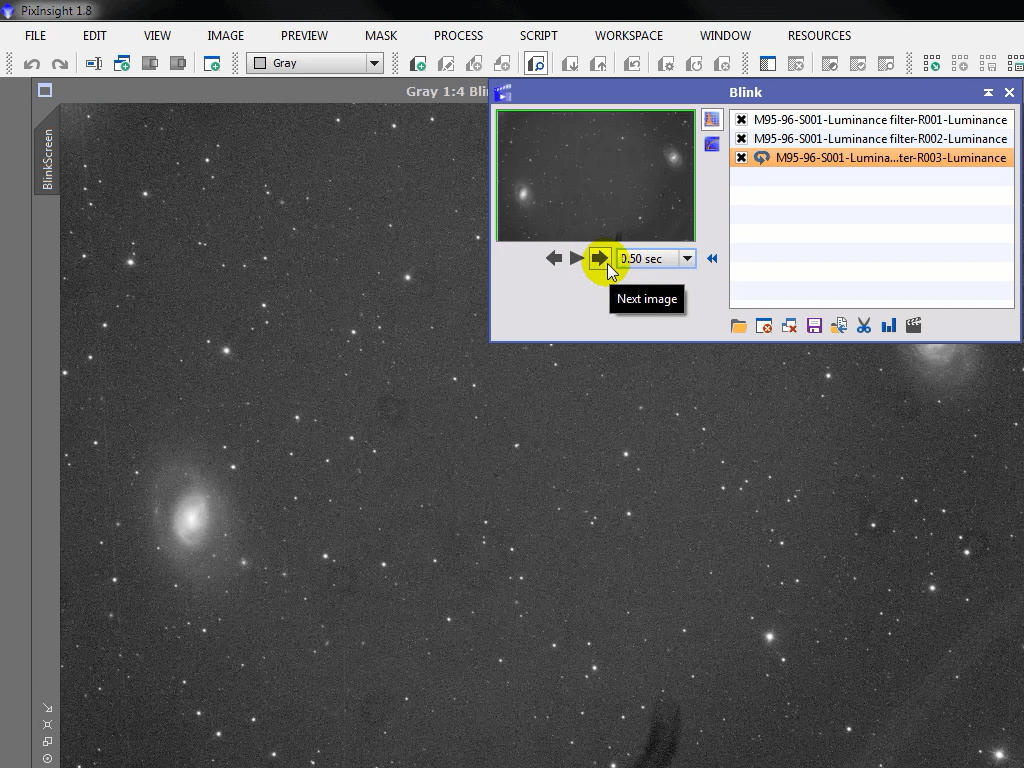 PixInsight 1.8
FILE EDIT VIEW IMAGE PREVIEW MASK PROCESS SCRIPT WORKSPACE WINDOW RESOURCES
Gray
Gray 1:4 Bli
Blink
BlinkScreen
M95-96-S001-Luminance filter-R001-Luminance
M95-96-S001-Luminance filter-R002-Luminance
M95-96-S001-Lumina...ter-R003-Luminance
0.50 sec
Next image